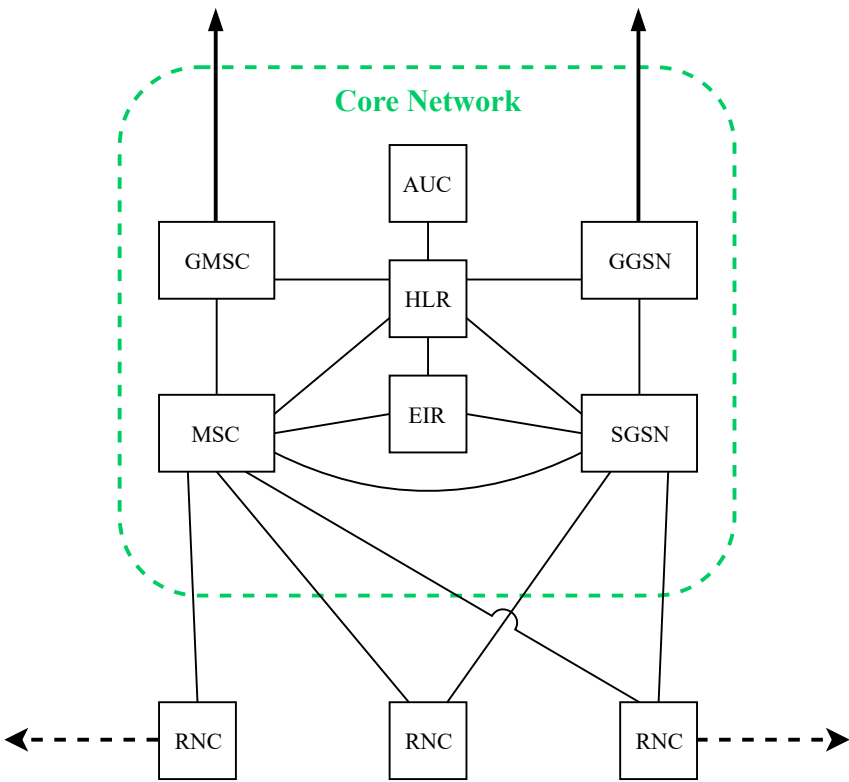 Core Network
AUC
GMSC
GGSN
HLR
EIR
MSC
SGSN
RNC
RNC
RNC